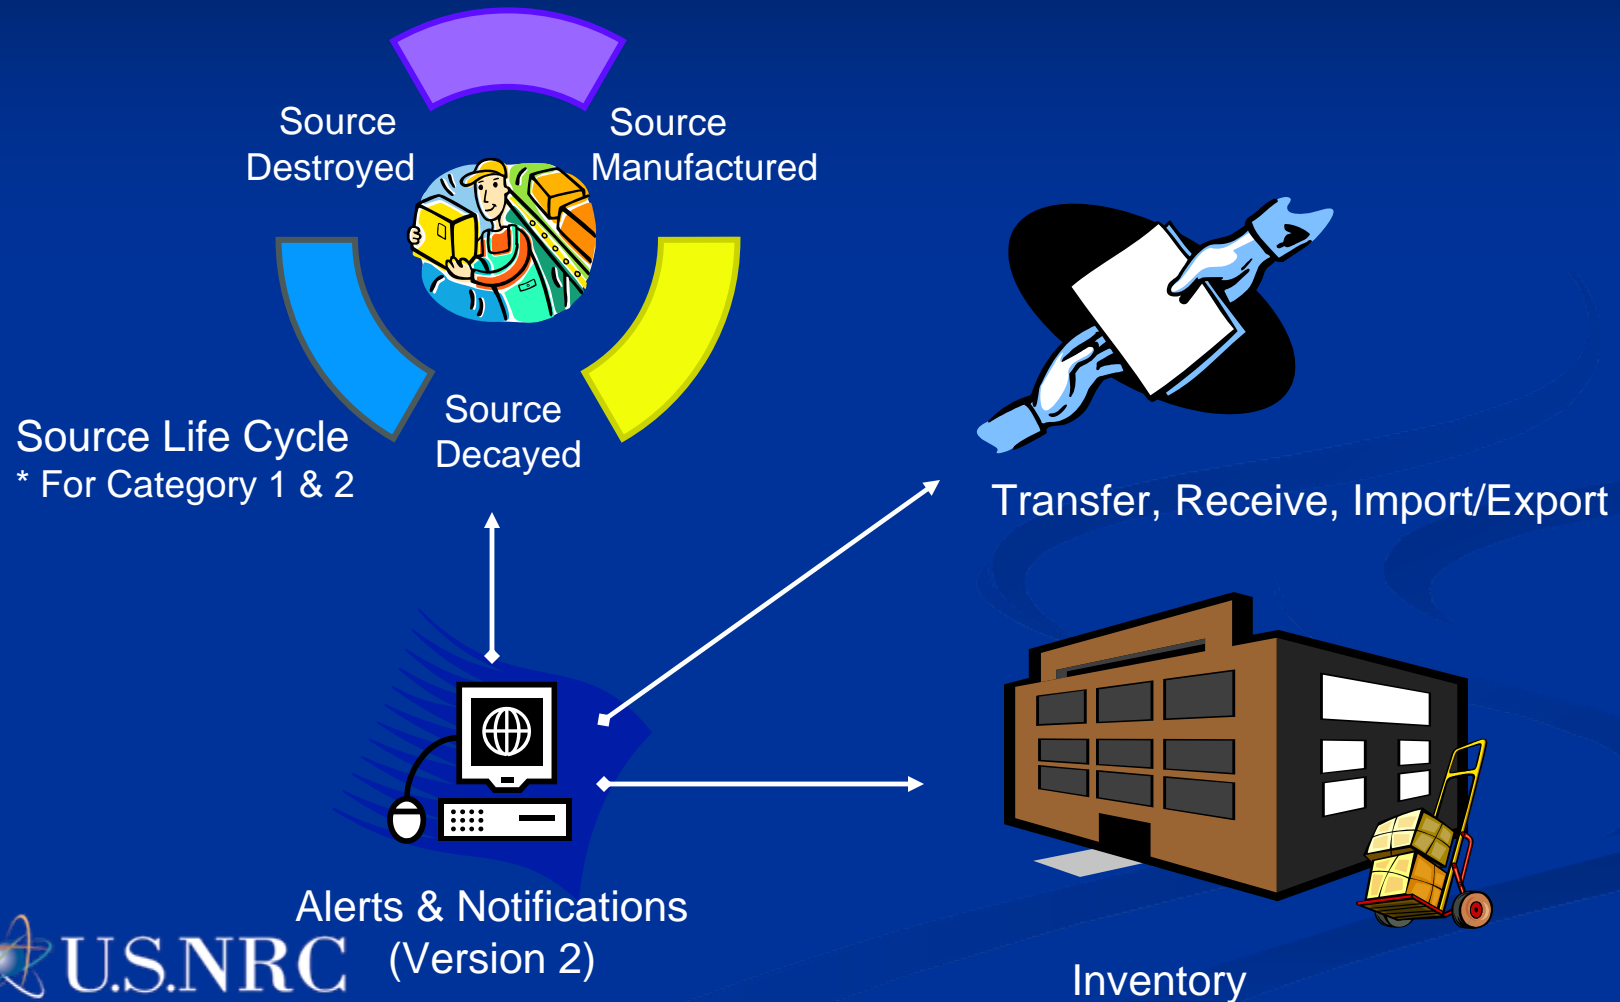 Source
Destroyed
Source
Manufactured
Source
Decayed
Source Life Cycle
* For Category 1 & 2
Transfer, Receive, Import/Export
Alerts & Notifications
(Version 2)
Inventory
U.S.NRC